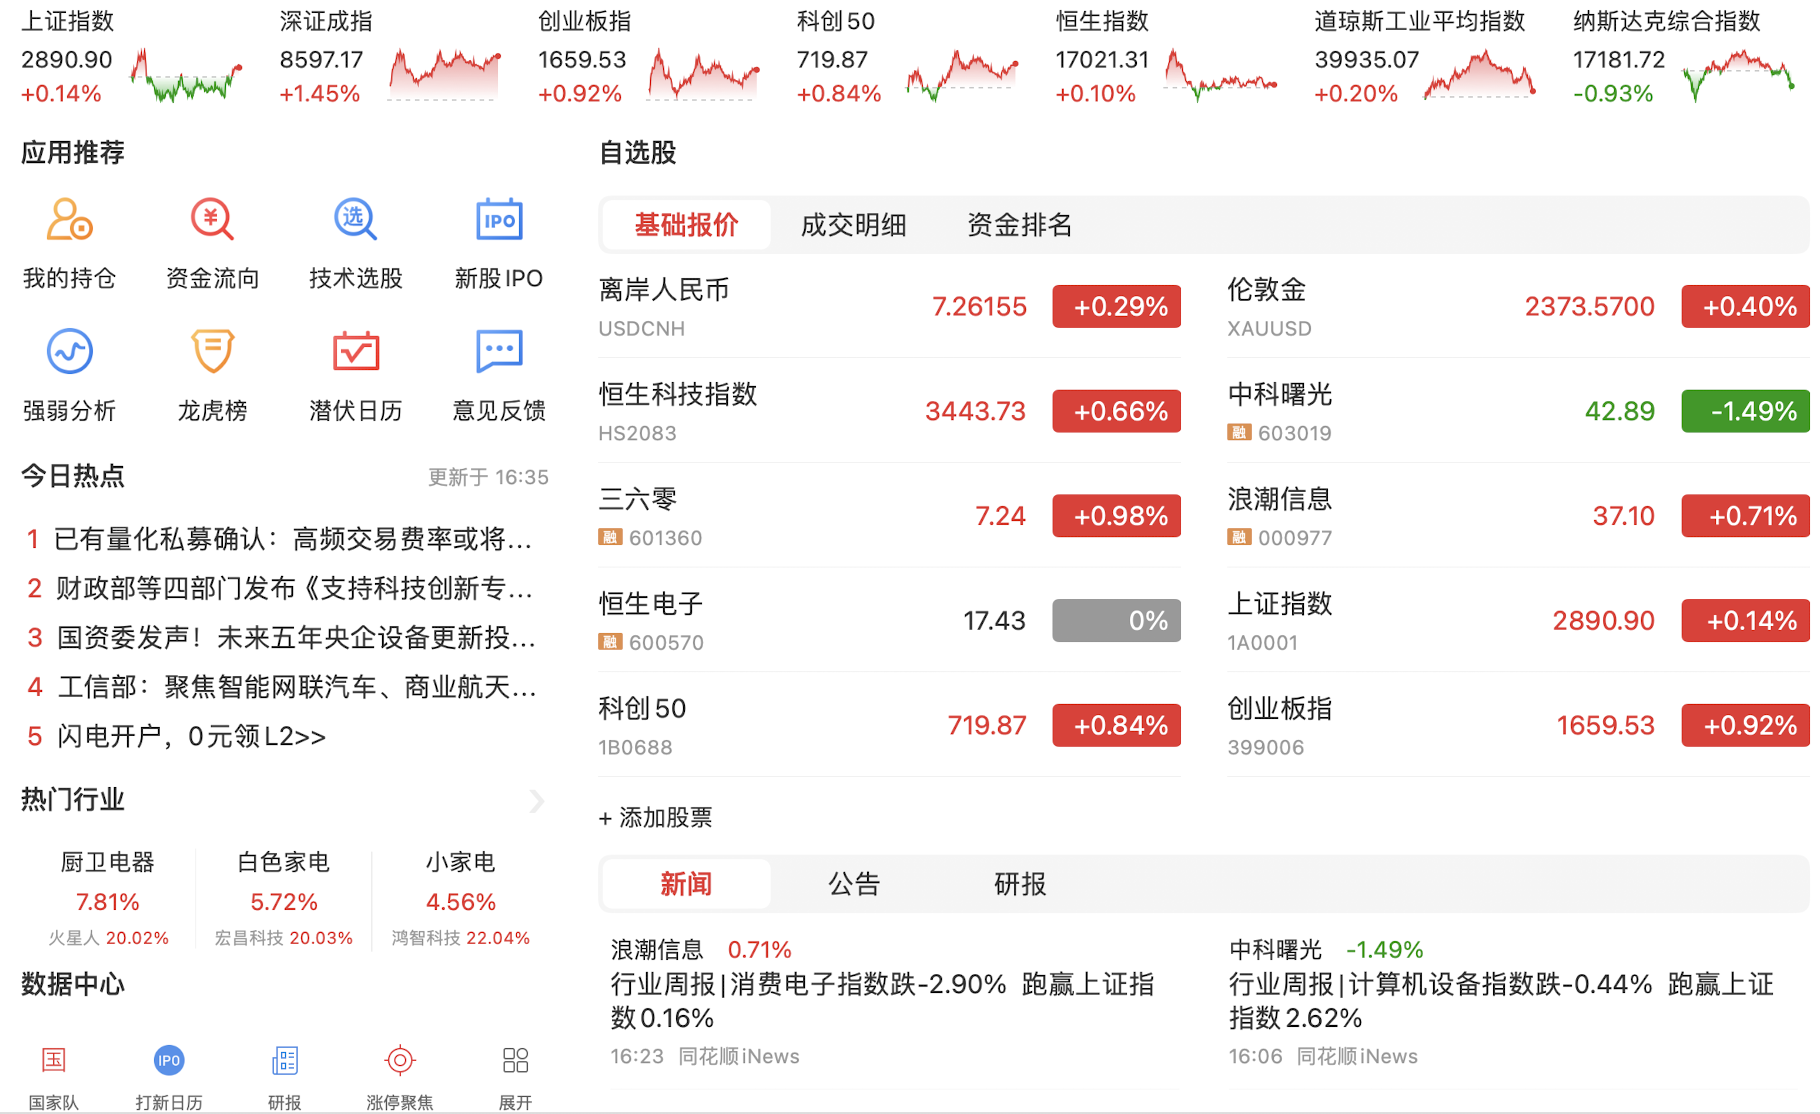 上证指数
2890.90
+0.14%
深证成指
8597.17
+1.45%
创业板指
1659.53
+0.92%
科创50
719.87
+0.84%
恒生指数
17021.31
+0.10%
道琼斯工业平均指数
39935.07
+0.20%
纳斯达克综合指数
17181.72
-0.93%
应用推荐
选
IPO
我的持仓
资金流向
技术选股
新股IPO
强弱分析
龙虎榜
潜伏日历
意见反馈
今日热点
更新于 16:35
1 已有量化私募确认：高频交易费率或将...
2 财政部等四部门发布《支持科技创新专...
3 国资委发声！未来五年央企设备更新投...
4 工信部：聚焦智能网联汽车、商业航天...
5 闪电开户，0元领L2>>
热门行业
厨卫电器
7.81%
火星人 20.02%
白色家电
5.72%
宏昌科技 20.03%
小家电
4.56%
鸿智科技 22.04%
数据中心
国
IPO
国家队
打新日历
研报
涨停聚焦
展开
自选股
基础报价 成交明细 资金排名
离岸人民币
USDCNH
7.26155 +0.29%
伦敦金
XAUUSD
2373.5700 +0.40%
恒生科技指数
HS2083
3443.73 +0.66%
中科曙光
融 603019
42.89 -1.49%
三六零
融 601360
7.24 +0.98%
浪潮信息
融 000977
37.10 +0.71%
恒生电子
融 600570
17.43 0%
上证指数
1A0001
2890.90 +0.14%
科创50
1B0688
719.87 +0.84%
创业板指
399006
1659.53 +0.92%
+ 添加股票
新闻 公告 研报
浪潮信息 0.71%
行业周报|消费电子指数跌-2.90% 跑赢上证指
数0.16%
16:23 同花顺iNews
中科曙光 -1.49%
行业周报|计算机设备指数跌-0.44% 跑赢上证
指数2.62%
16:06 同花顺iNews